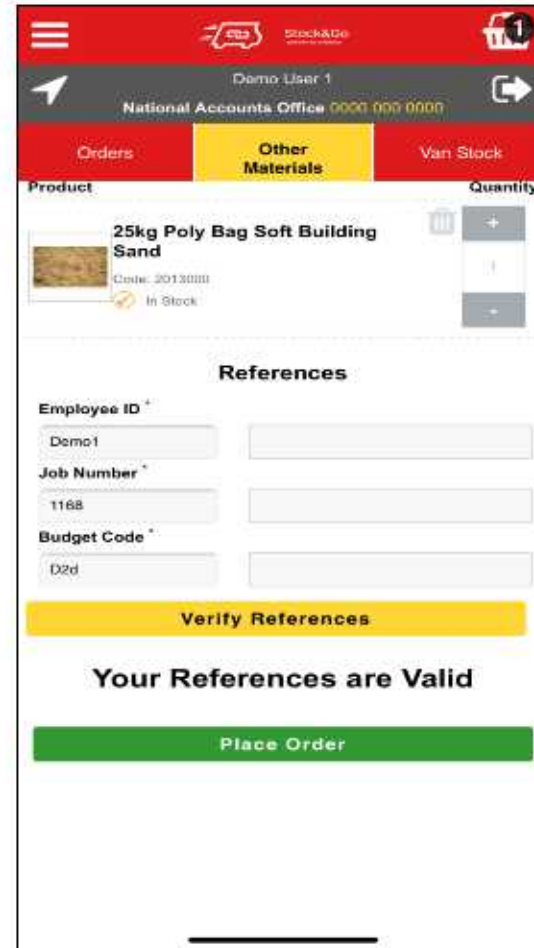 1
Stock&Go
Demo User 1
National Accounts Office 0000 000 0000
Orders
Other
Materials
Van Stock
Product
Quantity
25kg Poly Bag Soft Building
Sand
+
Code: 2013000
1
In Stock
-
References
Employee ID *
Demo1
Job Number *
1168
Budget Code *
D2d
Verify References
Your References are Valid
Place Order